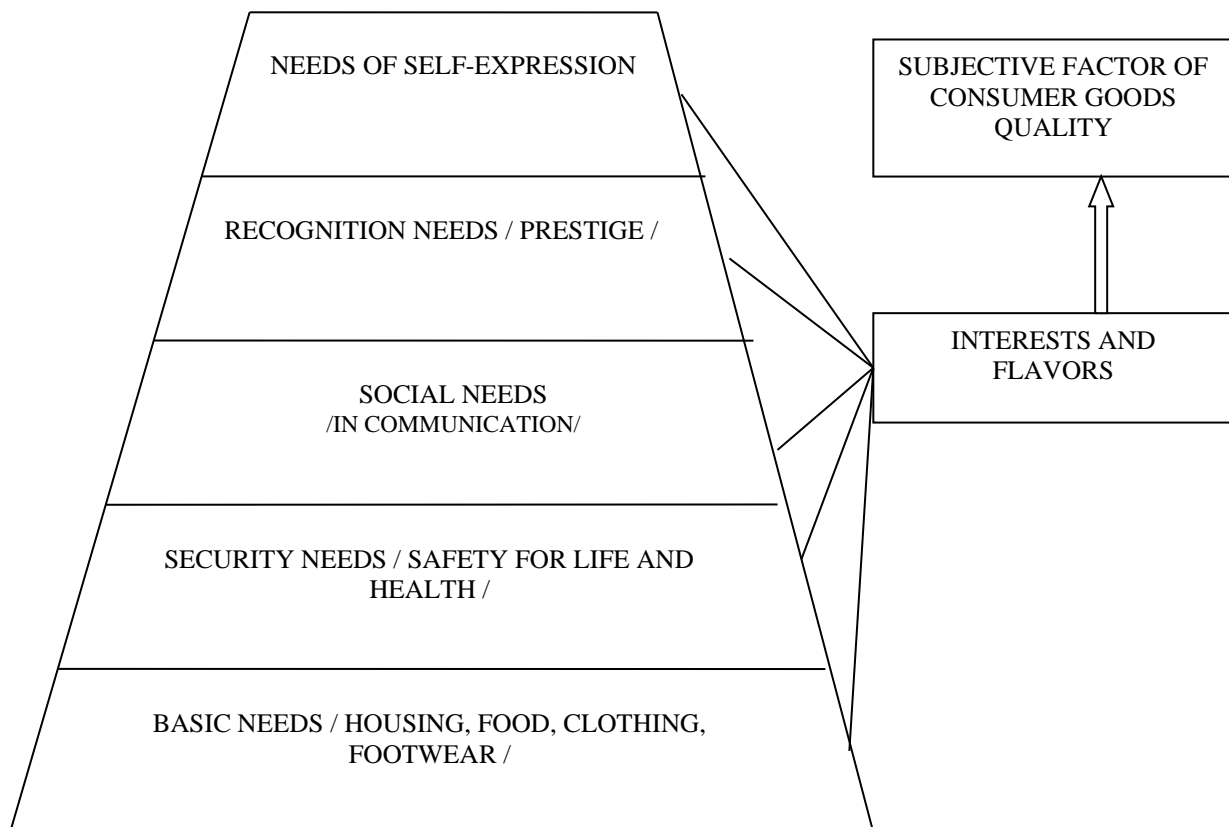 NEEDS OF SELF-EXPRESSION
RECOGNITION NEEDS / PRESTIGE /
SOCIAL NEEDS
/IN COMMUNICATION/
SECURITY NEEDS / SAFETY FOR LIFE AND
HEALTH /
BASIC NEEDS / HOUSING, FOOD, CLOTHING,
FOOTWEAR /
SUBJECTIVE FACTOR OF
CONSUMER GOODS
QUALITY
INTERESTS AND
FLAVORS